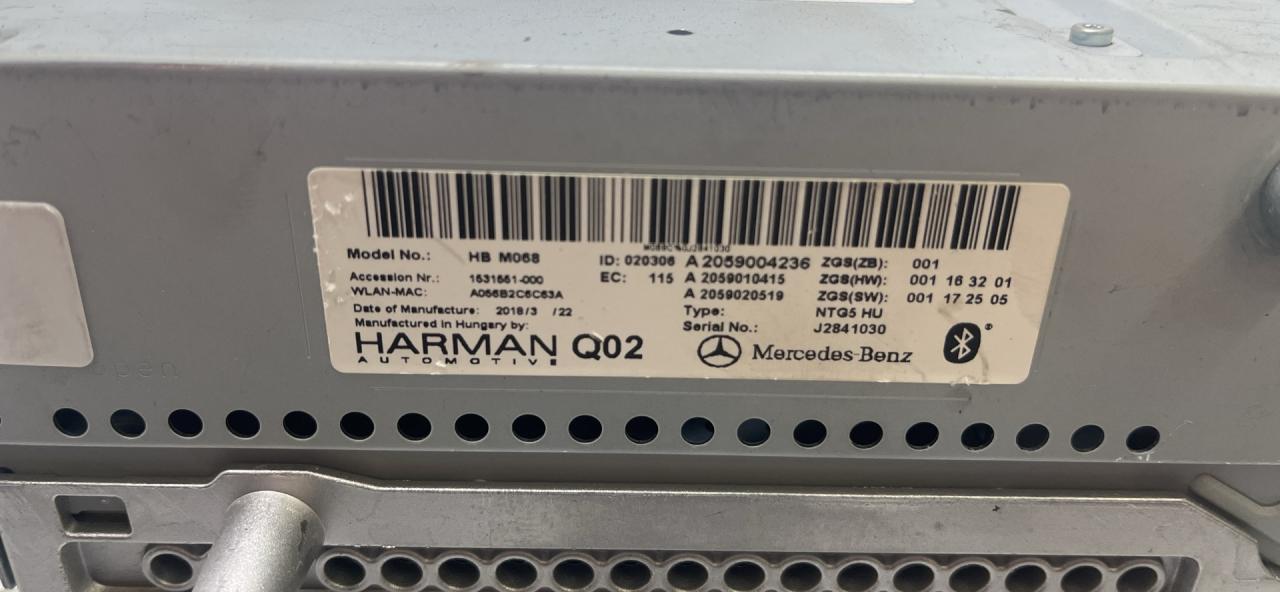 Model No.: HB M068 ID: 020306 A 2059004236 ZGS(ZB): 001
Accession Nr.: 1531551-000 EC: 115 A 2059010415 ZGS(HW): 001 16 32 01
WLAN-MAC: A056B2C6C63A A 2059020519 ZGS(SW): 001 17 25 05
Date of Manufacture: 2018/3 /22 Type: NTG5 HU
Manufactured in Hungary by: Serial No.: J2841030
HARMAN Q02 Mercedes-Benz
AUTOMOTIVE
open